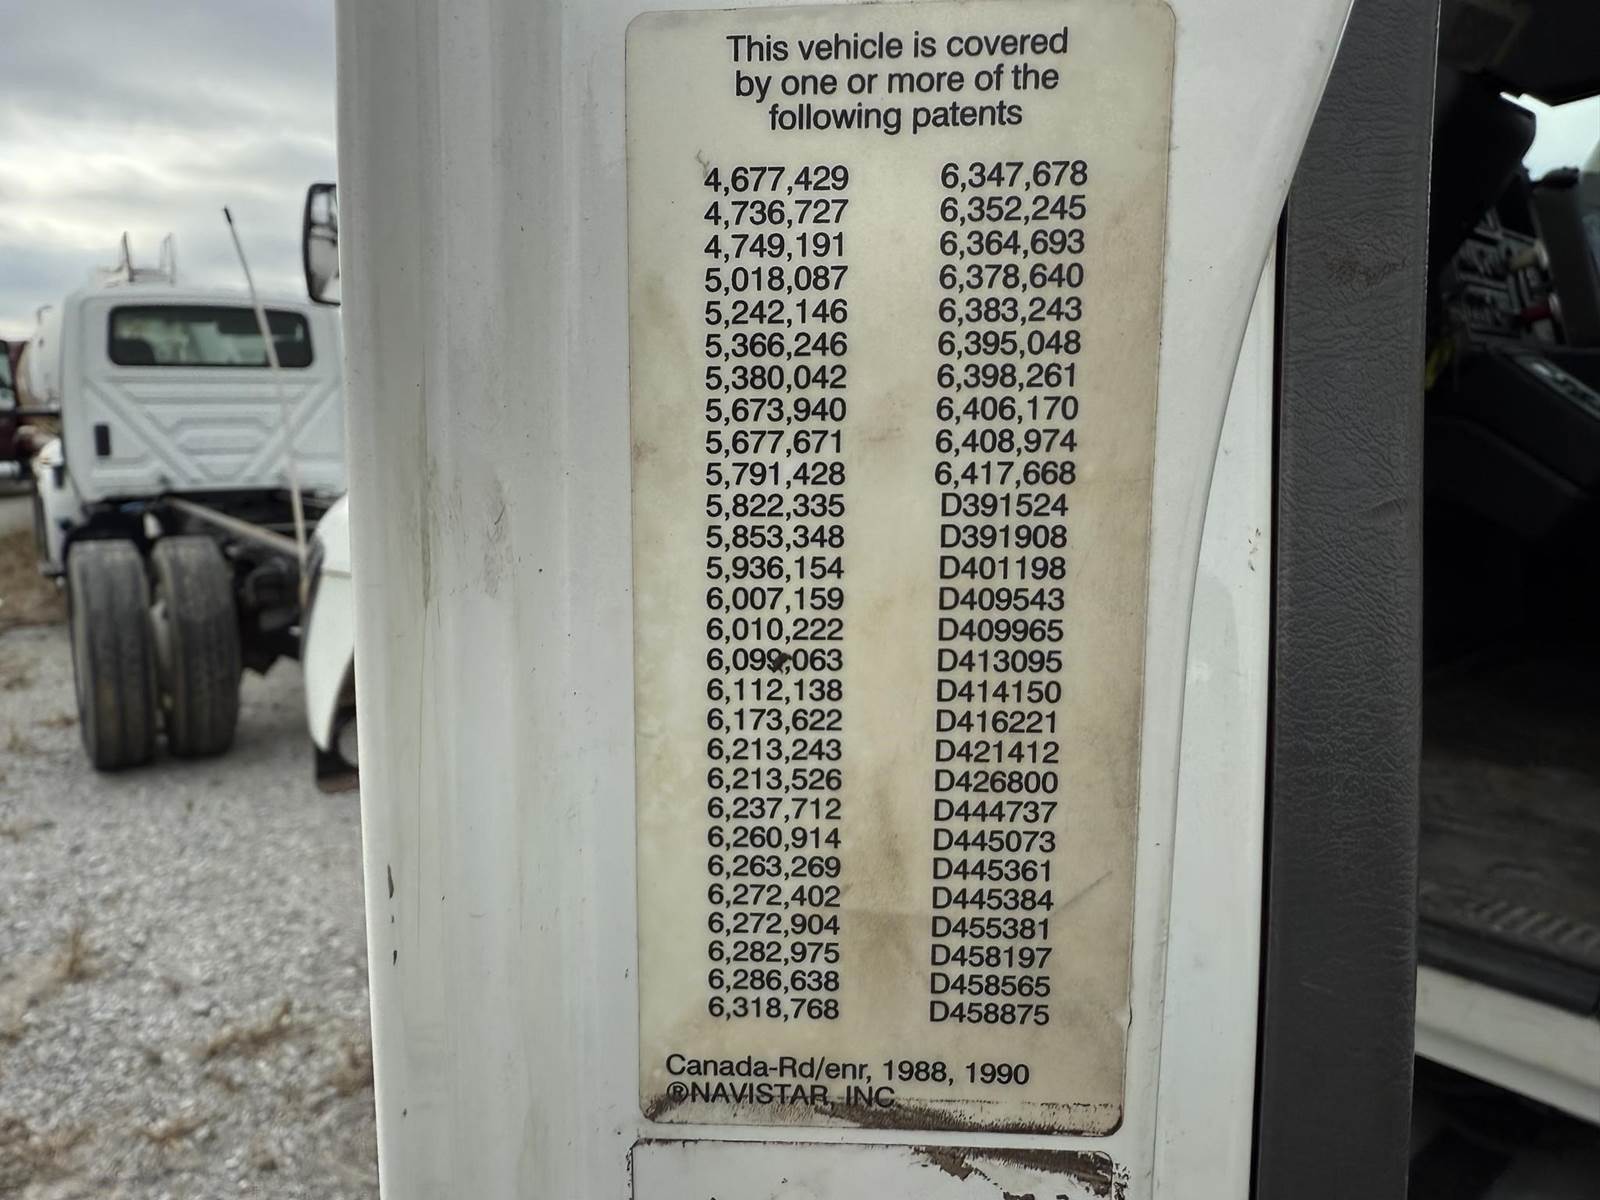 This vehicle is covered
by one or more of the
following patents
4,677,429 6,347,678
4,736,727 6,352,245
4,749,191 6,364,693
5,018,087 6,378,640
5,242,146 6,383,243
5,366,246 6,395,048
5,380,042 6,398,261
5,673,940 6,406,170
5,677,671 6,408,974
5,791,428 6,417,668
5,822,335 D391524
5,853,348 D391908
5,936,154 D401198
6,007,159 D409543
6,010,222 D409965
6,099,063 D413095
6,112,138 D414150
6,173,622 D416221
6,213,243 D421412
6,213,526 D426800
6,237,712 D444737
6,260,914 D445073
6,263,269 D445361
6,272,402 D445384
6,272,904 D455381
6,282,975 D458197
6,286,638 D458565
6,318,768 D458875
Canada-Rd/enr, 1988, 1990
®NAVISTAR, INC